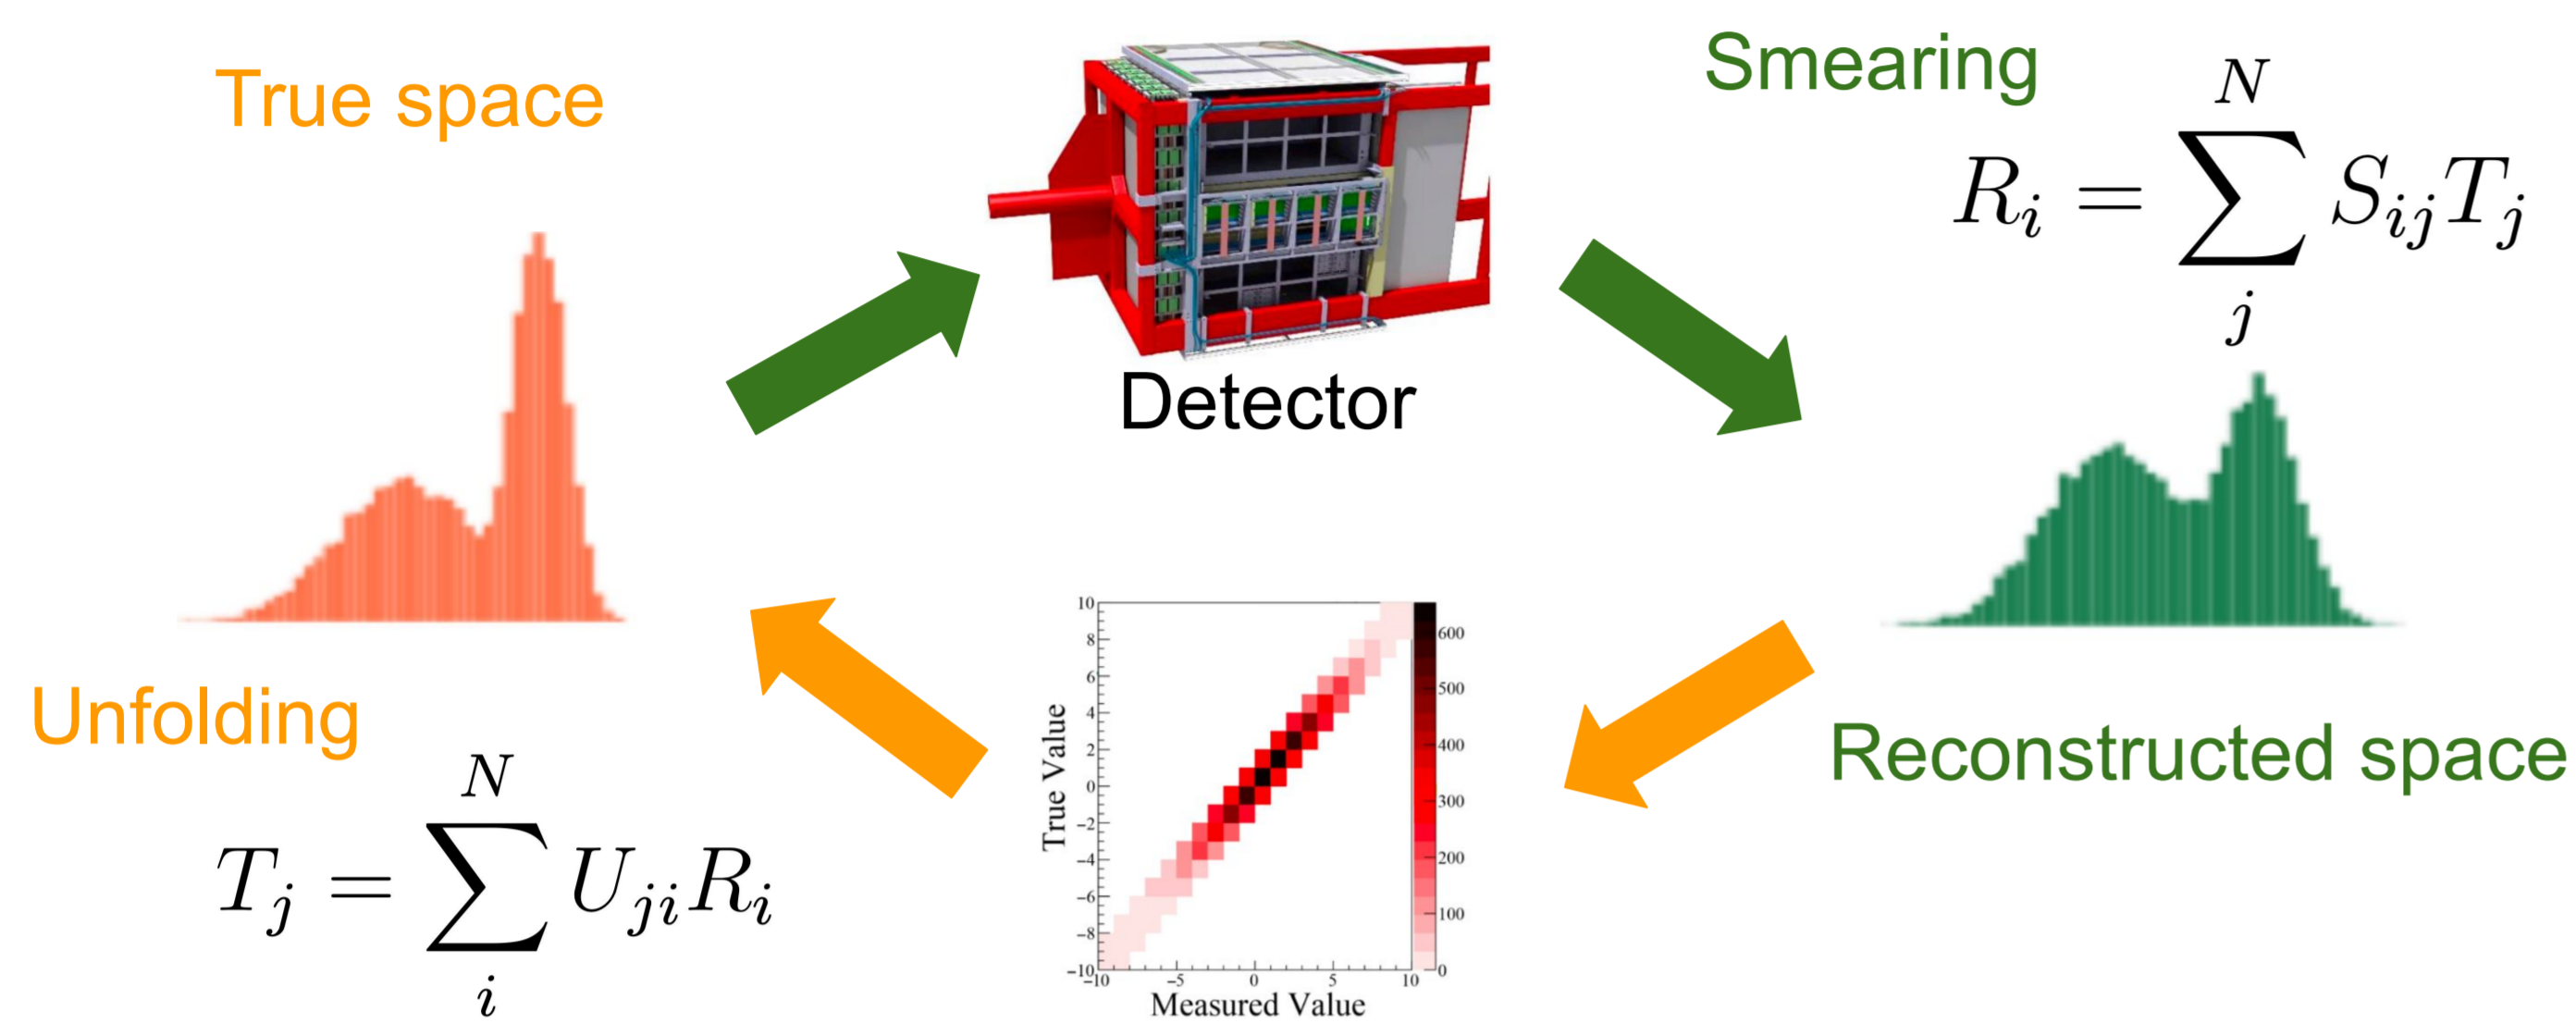 True space
Detector
Smearing
R_i = \sum_{j}^{N} S_{ij} T_j
Reconstructed space
Unfolding
T_j = \sum_{i}^{N} U_{ji} R_i
True Value
10
8
6
4
2
0
−2
−4
−6
−8
−10
−10 −5 0 5 10
Measured Value
600
500
400
300
200
100
0